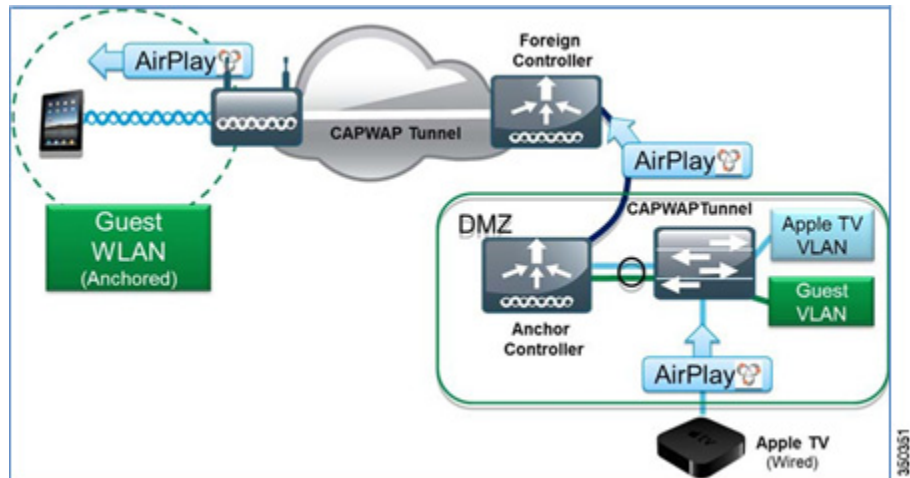 AirPlay
Foreign
Controller
CAPWAP Tunnel
AirPlay
Guest
WLAN
(Anchored)
DMZ
CAPWAPTunnel
Apple TV
VLAN
Guest
VLAN
Anchor
Controller
AirPlay
tv
Apple TV
(Wired)
350351